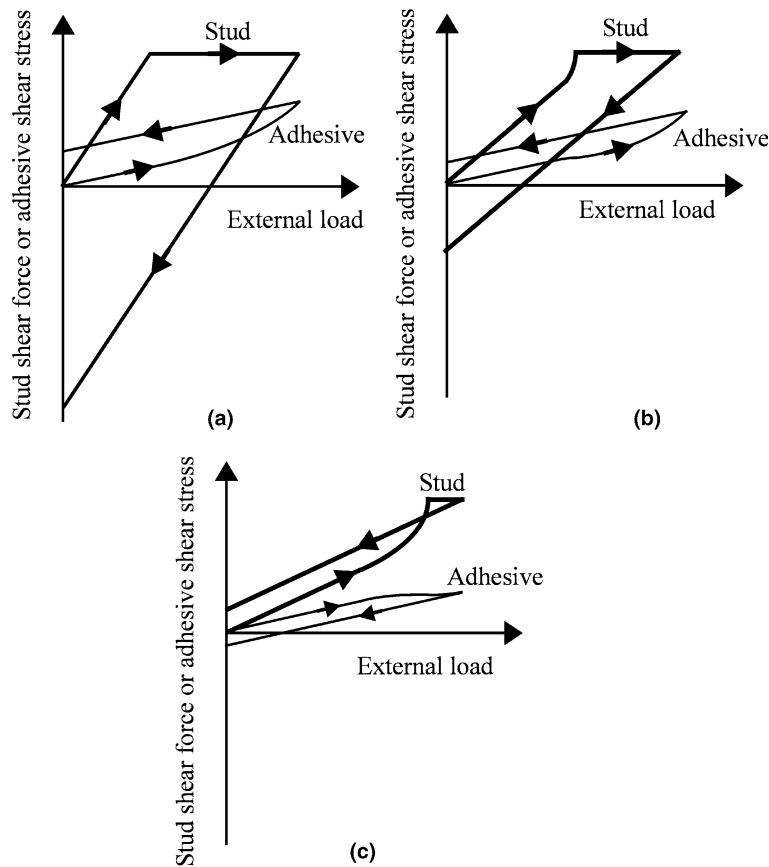 Stud shear force or adhesive shear stress
Stud
Adhesive
External load
(a)
Stud shear force or adhesive shear stress
Stud
Adhesive
External load
(b)
Stud shear force or adhesive shear stress
Stud
Adhesive
External load
(c)